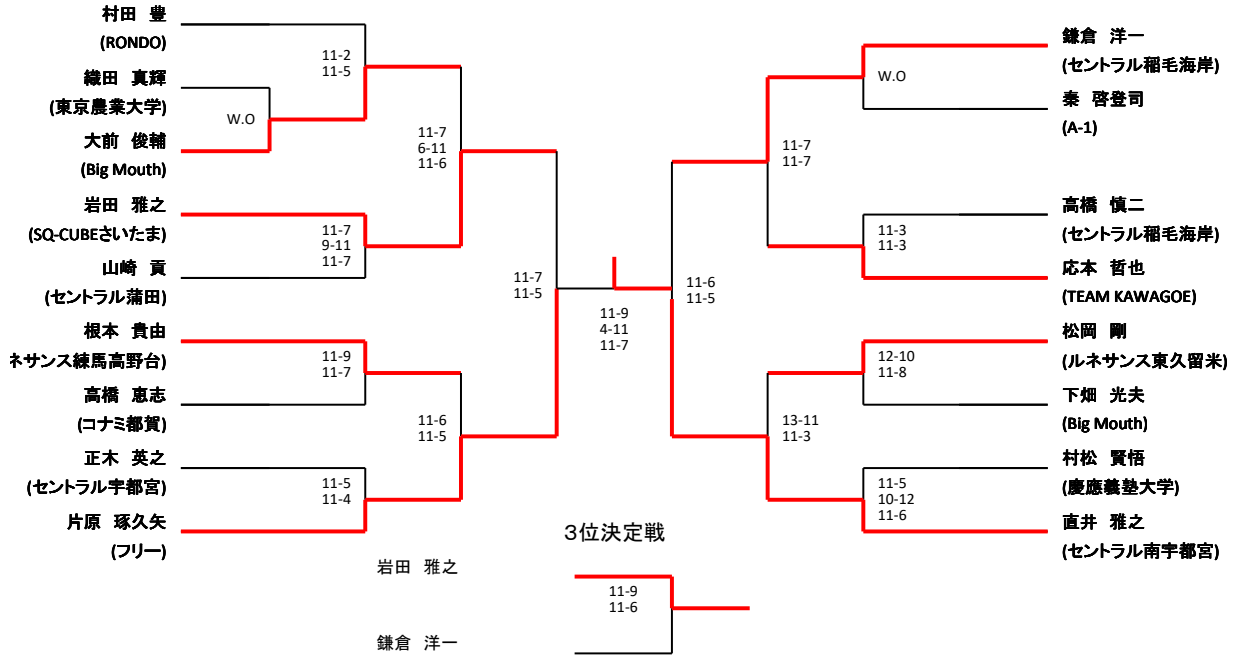 村田 豊
(RONDO)
織田 真輝
(東京農業大学)
大前 俊輔
(Big Mouth)
岩田 雅之
(SQ-CUBEさいたま)
山崎 貢
(セントラル蒲田)
根本 貴由
ネサンス練馬高野台)
高橋 恵志
(コナミ都賀)
正木 英之
(セントラル宇都宮)
片原 琢久矢
(フリー)
11-2
11-5
W.O
11-7
9-11
11-7
11-9
11-7
11-5
11-4
11-7
6-11
11-6
11-6
11-5
11-7
11-5
11-9
4-11
11-7
11-6
11-5
11-7
11-7
13-11
11-3
W.O
11-3
11-3
12-10
11-8
11-5
10-12
11-6
鎌倉 洋一
(セントラル稲毛海岸)
秦 啓登司
(A-1)
高橋 慎二
(セントラル稲毛海岸)
応本 哲也
(TEAM KAWAGOE)
松岡 剛
(ルネサンス東久留米)
下畑 光夫
(Big Mouth)
村松 賢悟
(慶應義塾大学)
直井 雅之
(セントラル南宇都宮)
3位決定戦
岩田 雅之
11-9
11-6
鎌倉 洋一